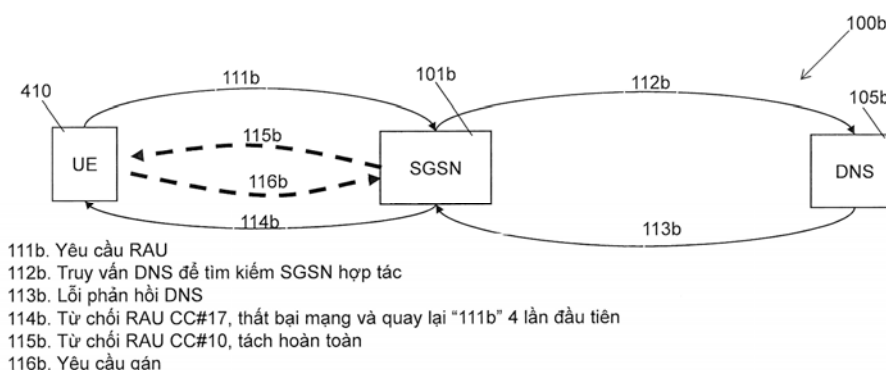 100b
111b
101b
112b
410
105b
115b
UE
SGSN
DNS
116b
114b
113b
111b. Yêu cầu RAU
112b. Truy vấn DNS để tìm kiếm SGSN hợp tác
113b. Lỗi phản hồi DNS
114b. Từ chối RAU CC#17, thất bại mạng và quay lại “111b” 4 lần đầu tiên
115b. Từ chối RAU CC#10, tách hoàn toàn
116b. Yêu cầu gán